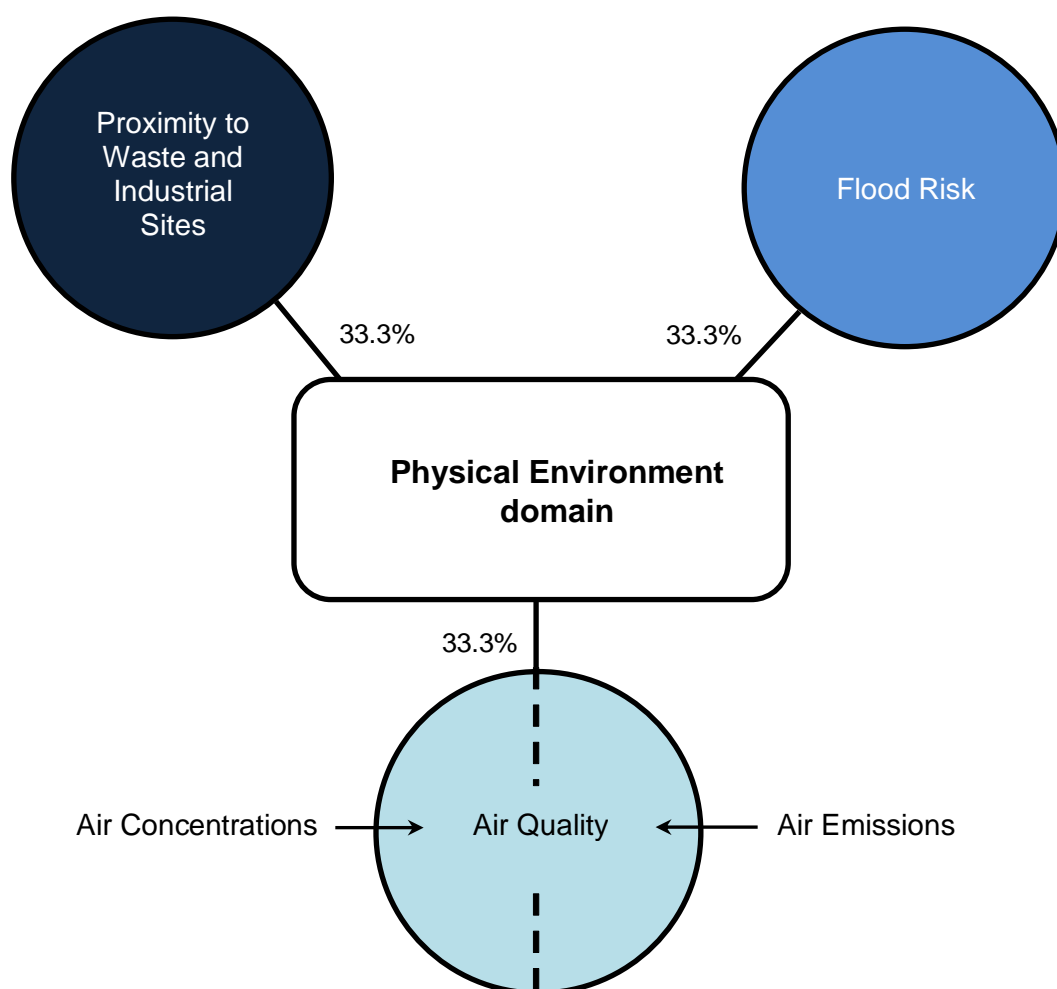 Proximity to
Waste and
Industrial
Sites
Flood Risk
33.3%
33.3%
Physical Environment
domain
33.3%
Air Concentrations
Air Quality
Air Emissions